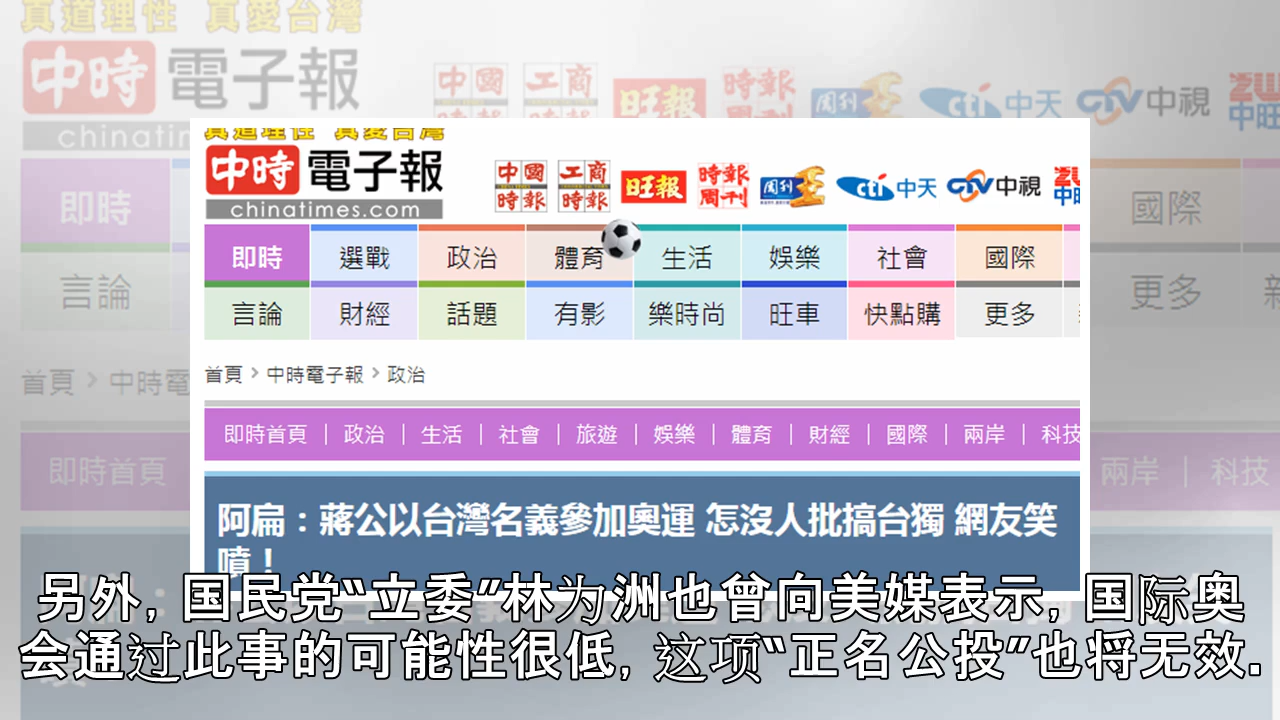 真道理性 真愛台灣
中時 電子報
chinatimes.com
中國時報 工商時報 旺報 時報周刊 周刊王 cti 中天 CTV 中視
即時 選戰 政治 體育 生活 娛樂 社會 國際
言論 財經 話題 有影 樂時尚 旺車 快點購 更多
首頁 > 中時電子報 > 政治
即時首頁 | 政治 | 生活 | 社會 | 旅遊 | 娛樂 | 體育 | 財經 | 國際 | 兩岸 | 科技
阿扁：蔣公以台灣名義參加奧運 怎沒人批搞台獨 網友笑
噴！
另外, 国民党“立委”林为洲也曾向美媒表示, 国际奥
会通过此事的可能性很低, 这项“正名公投”也将无效.